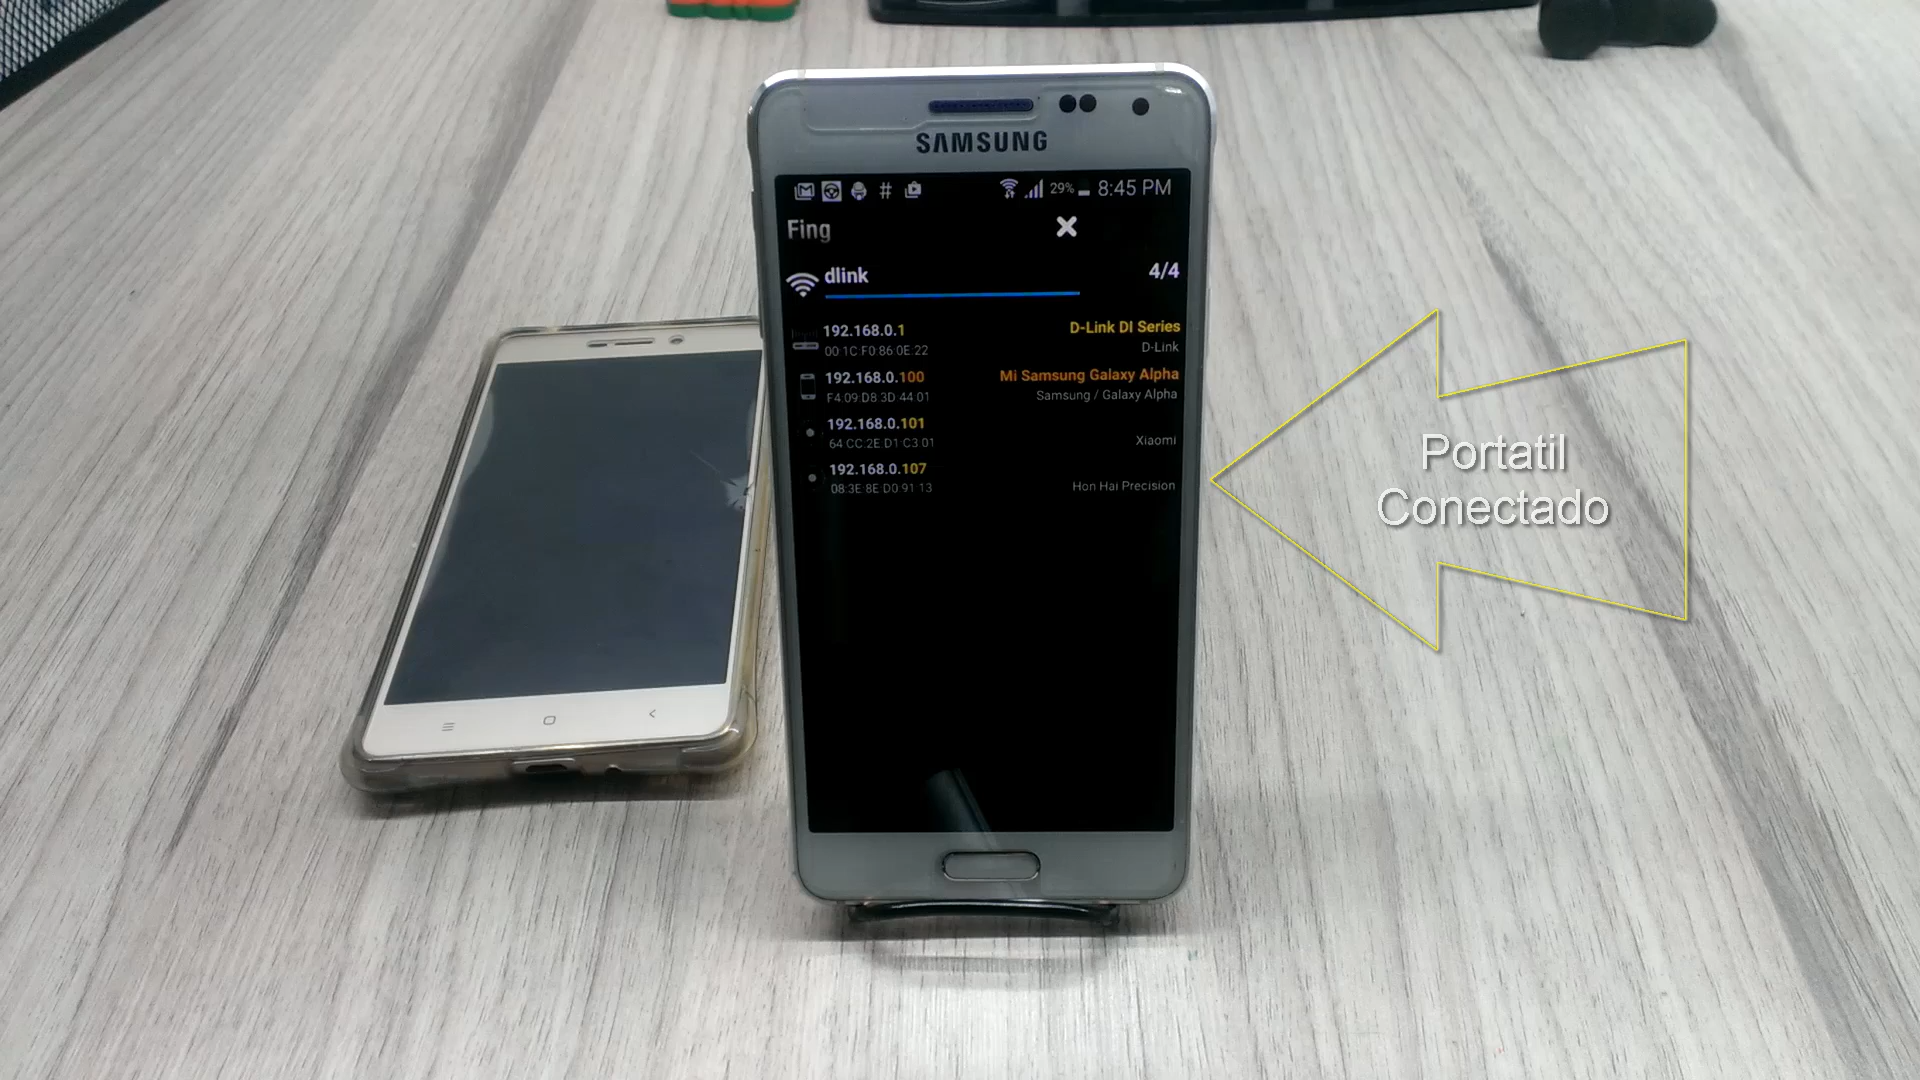 SAMSUNG
29% 8:45 PM
Fing
dlink 4/4
192.168.0.1 D-Link DI Series
00:1C:F0:86:0E:22 D-Link
192.168.0.100 Mi Samsung Galaxy Alpha
F4:09:D8:3D:44:01 Samsung / Galaxy Alpha
192.168.0.101
64:CC:2E:D1:C3:01 Xiaomi
192.168.0.107
08:3E:8E:D0:91:13 Hon Hai Precision
Portatil
Conectado